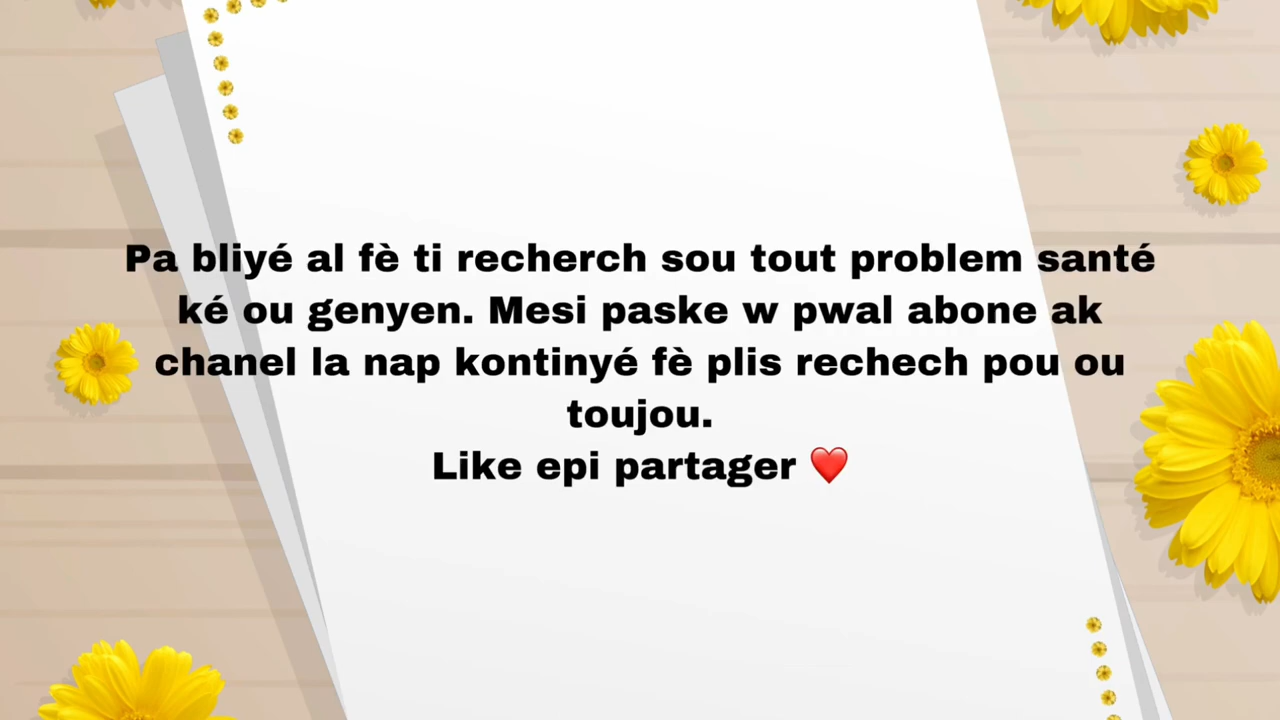 Pa bliyé al fè ti recherch sou tout problem santé
ké ou genyen. Mesi paske w pwal abone ak
chanel la nap kontinyé fè plis rechech pou ou
toujou.
Like epi partager ❤️